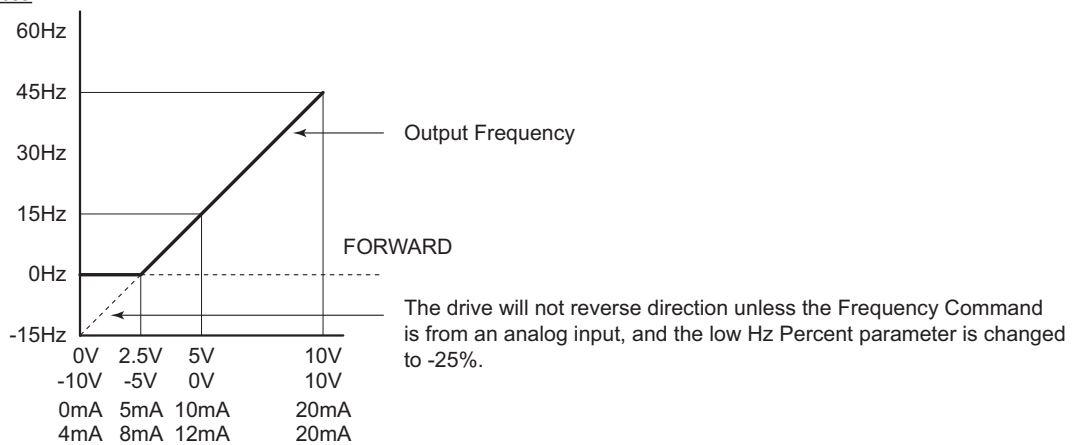 60Hz
45Hz
Output Frequency
30Hz
15Hz
FORWARD
0Hz
The drive will not reverse direction unless the Frequency Command
is from an analog input, and the low Hz Percent parameter is changed
to -25%.
-15Hz
0V 2.5V 5V 10V
-10V -5V 0V 10V
0mA 5mA 10mA 20mA
4mA 8mA 12mA 20mA